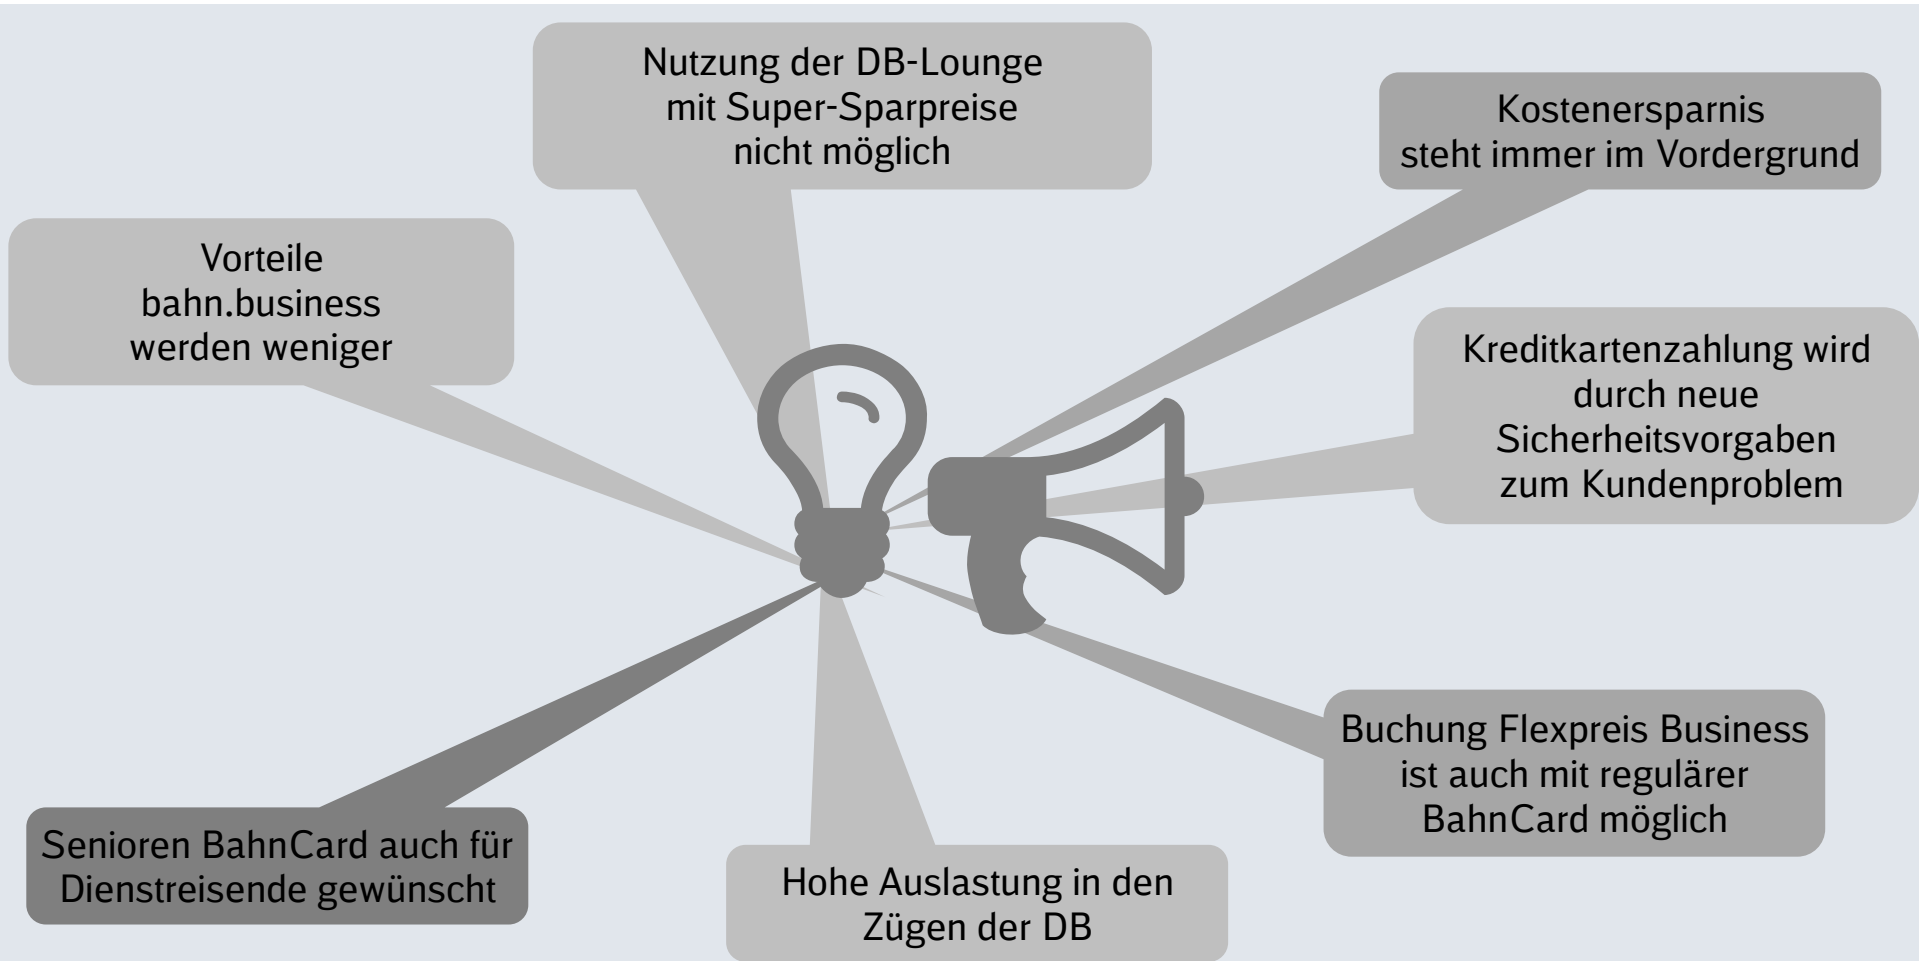 Nutzung der DB-Lounge
mit Super-Sparpreise
nicht möglich
Kostenersparnis
steht immer im Vordergrund
Vorteile
bahn.business
werden weniger
Kreditkartenzahlung wird
durch neue
Sicherheitsvorgaben
zum Kundenproblem
Buchung Flexpreis Business
ist auch mit regulärer
BahnCard möglich
Senioren BahnCard auch für
Dienstreisende gewünscht
Hohe Auslastung in den
Zügen der DB